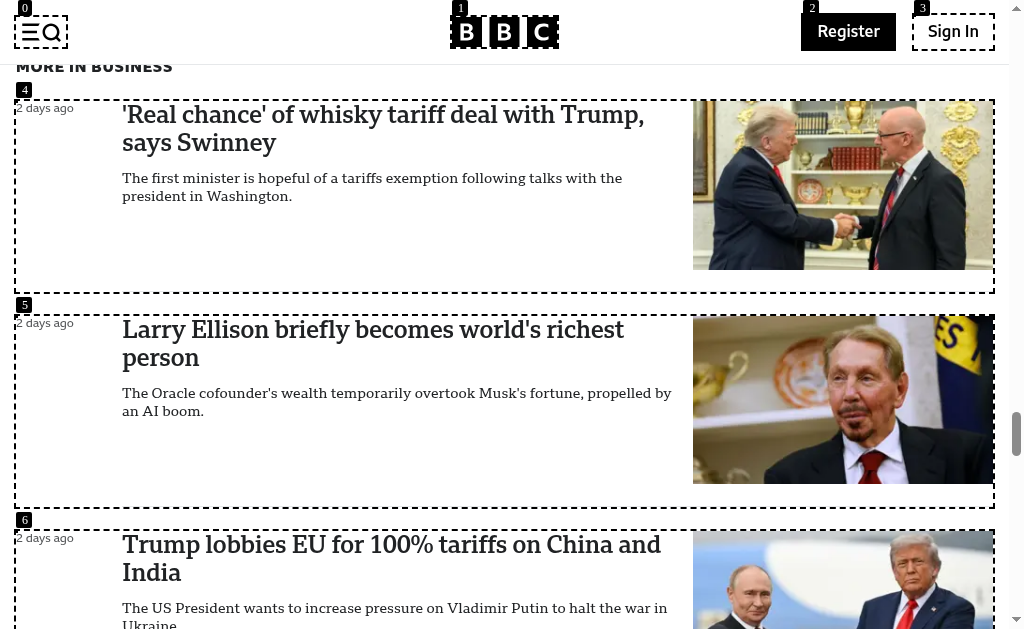 0
1
2
3
BBC
Register
Sign In
MORE IN BUSINESS
4
2 days ago
'Real chance' of whisky tariff deal with Trump,
says Swinney
The first minister is hopeful of a tariffs exemption following talks with the
president in Washington.
5
2 days ago
Larry Ellison briefly becomes world's richest
person
The Oracle cofounder's wealth temporarily overtook Musk's fortune, propelled by
an AI boom.
ES
6
2 days ago
Trump lobbies EU for 100% tariffs on China and
India
The US President wants to increase pressure on Vladimir Putin to halt the war in
Ukraine.